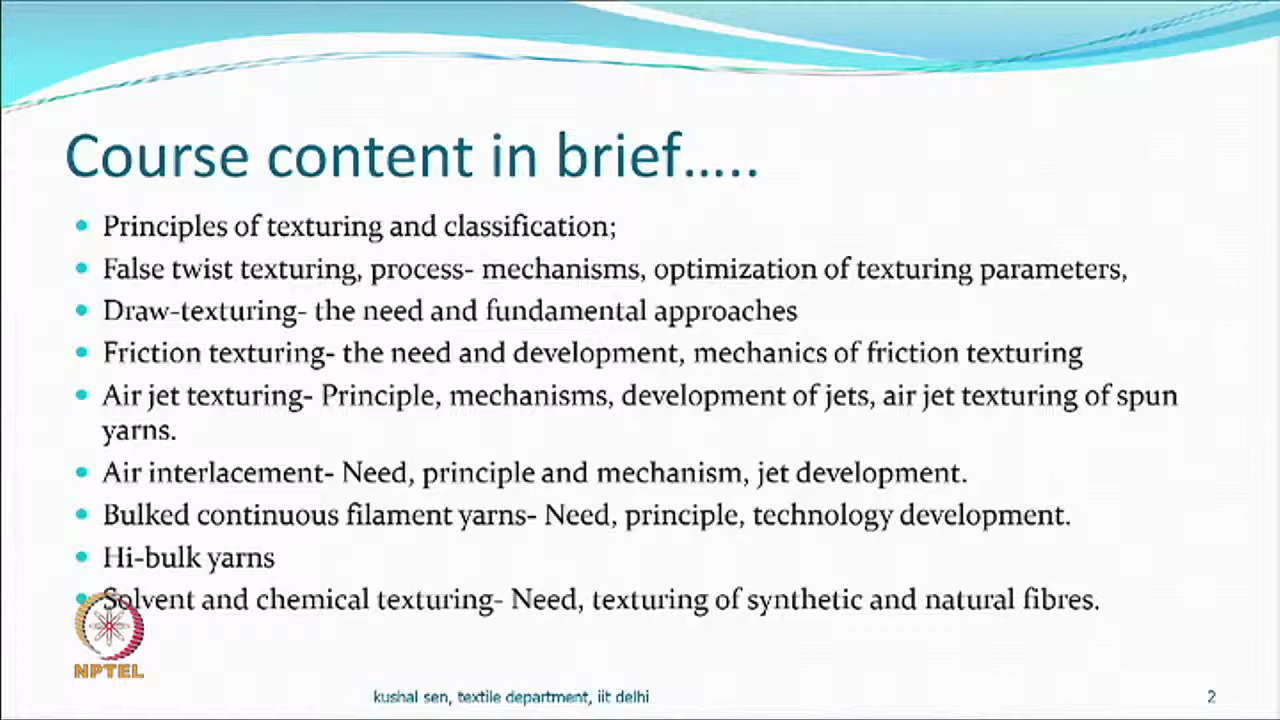 Course content in brief…..
• Principles of texturing and classification;
• False twist texturing, process- mechanisms, optimization of texturing parameters,
• Draw-texturing- the need and fundamental approaches
• Friction texturing- the need and development, mechanics of friction texturing
• Air jet texturing- Principle, mechanisms, development of jets, air jet texturing of spun
yarns.
• Air interlacement- Need, principle and mechanism, jet development.
• Bulked continuous filament yarns- Need, principle, technology development.
• Hi-bulk yarns
• Solvent and chemical texturing- Need, texturing of synthetic and natural fibres.
NPTEL
kushal sen, textile department, iit delhi
2